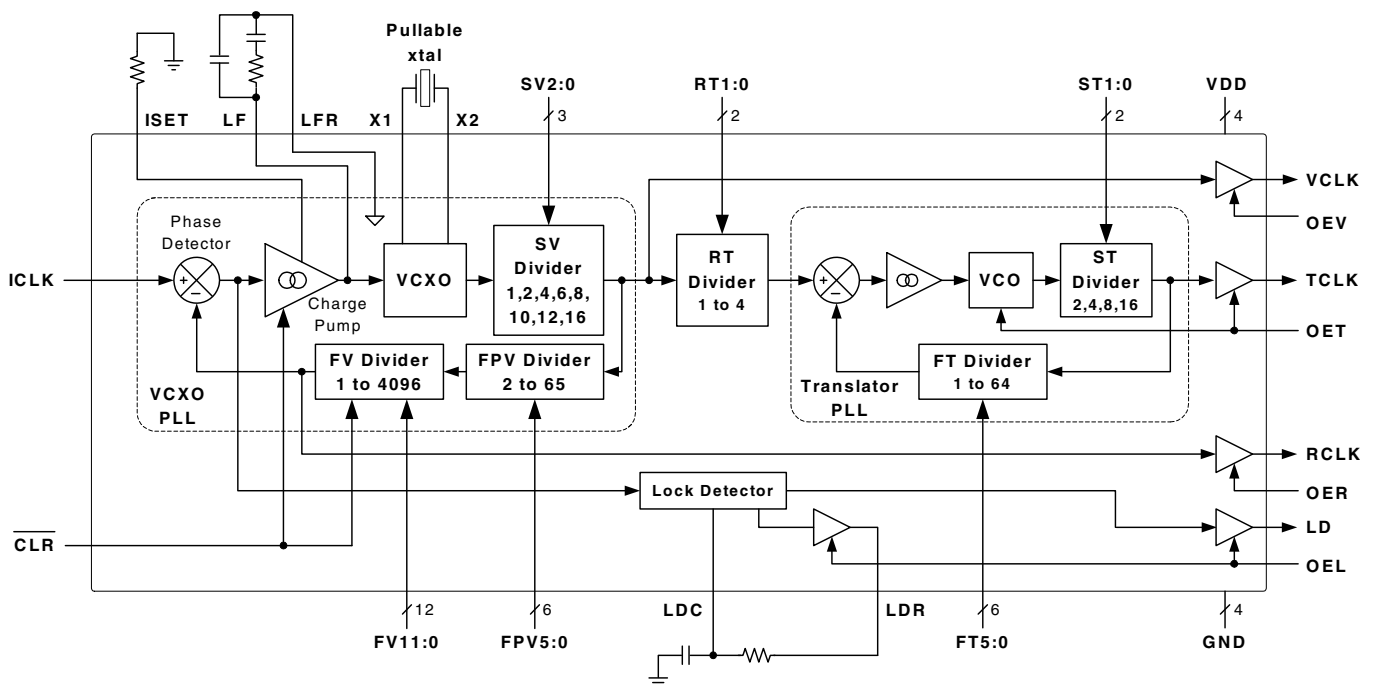 Pullable
xtal
SV2:0
RT1:0
ST1:0
VDD
3
2
2
4
ISET
LF
LFR
X1
X2
VCLK
OEV
Phase
Detector
+
−
Charge
Pump
VCXO
SV
Divider
1,2,4,6,8,
10,12,16
RT
Divider
1 to 4
+
−
VCO
ST
Divider
2,4,8,16
ICLK
TCLK
OET
FV Divider
1 to 4096
FPV Divider
2 to 65
FT Divider
1 to 64
VCXO
PLL
Translator
PLL
RCLK
OER
Lock Detector
LD
OEL
CLR
12
6
LDC
LDR
6
4
FV11:0
FPV5:0
FT5:0
GND